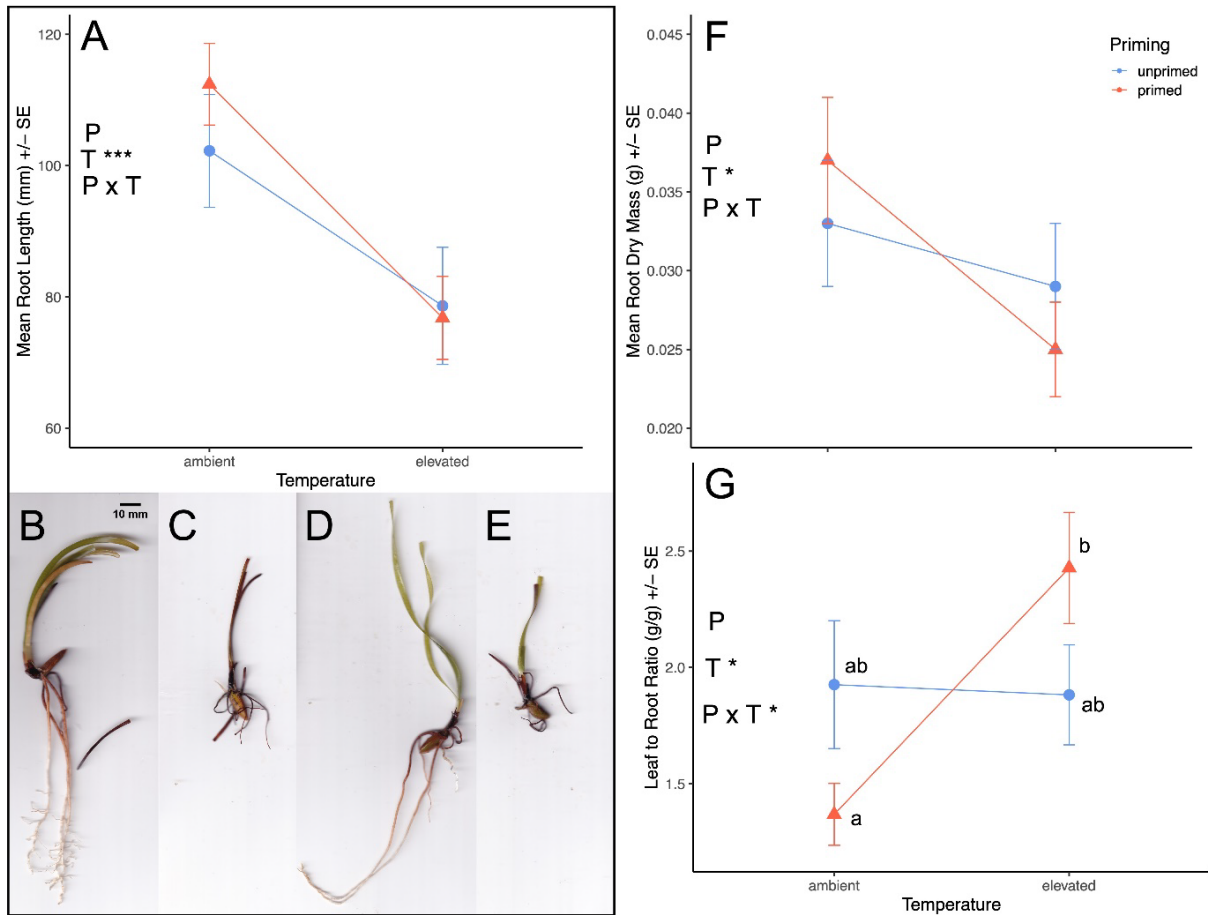 A
120
100
80
60
Mean Root Length (mm) +/− SE
P
T ***
P x T
ambient
elevated
Temperature
B
10 mm
C
D
E
F
0.045
0.040
0.035
0.030
0.025
0.020
Mean Root Dry Mass (g) +/− SE
P
T *
P x T
Priming
unprimed
primed
G
2.5
2.0
1.5
Leaf to Root Ratio (g/g) +/− SE
P
T *
P x T *
ab
a
b
ab
ambient
elevated
Temperature